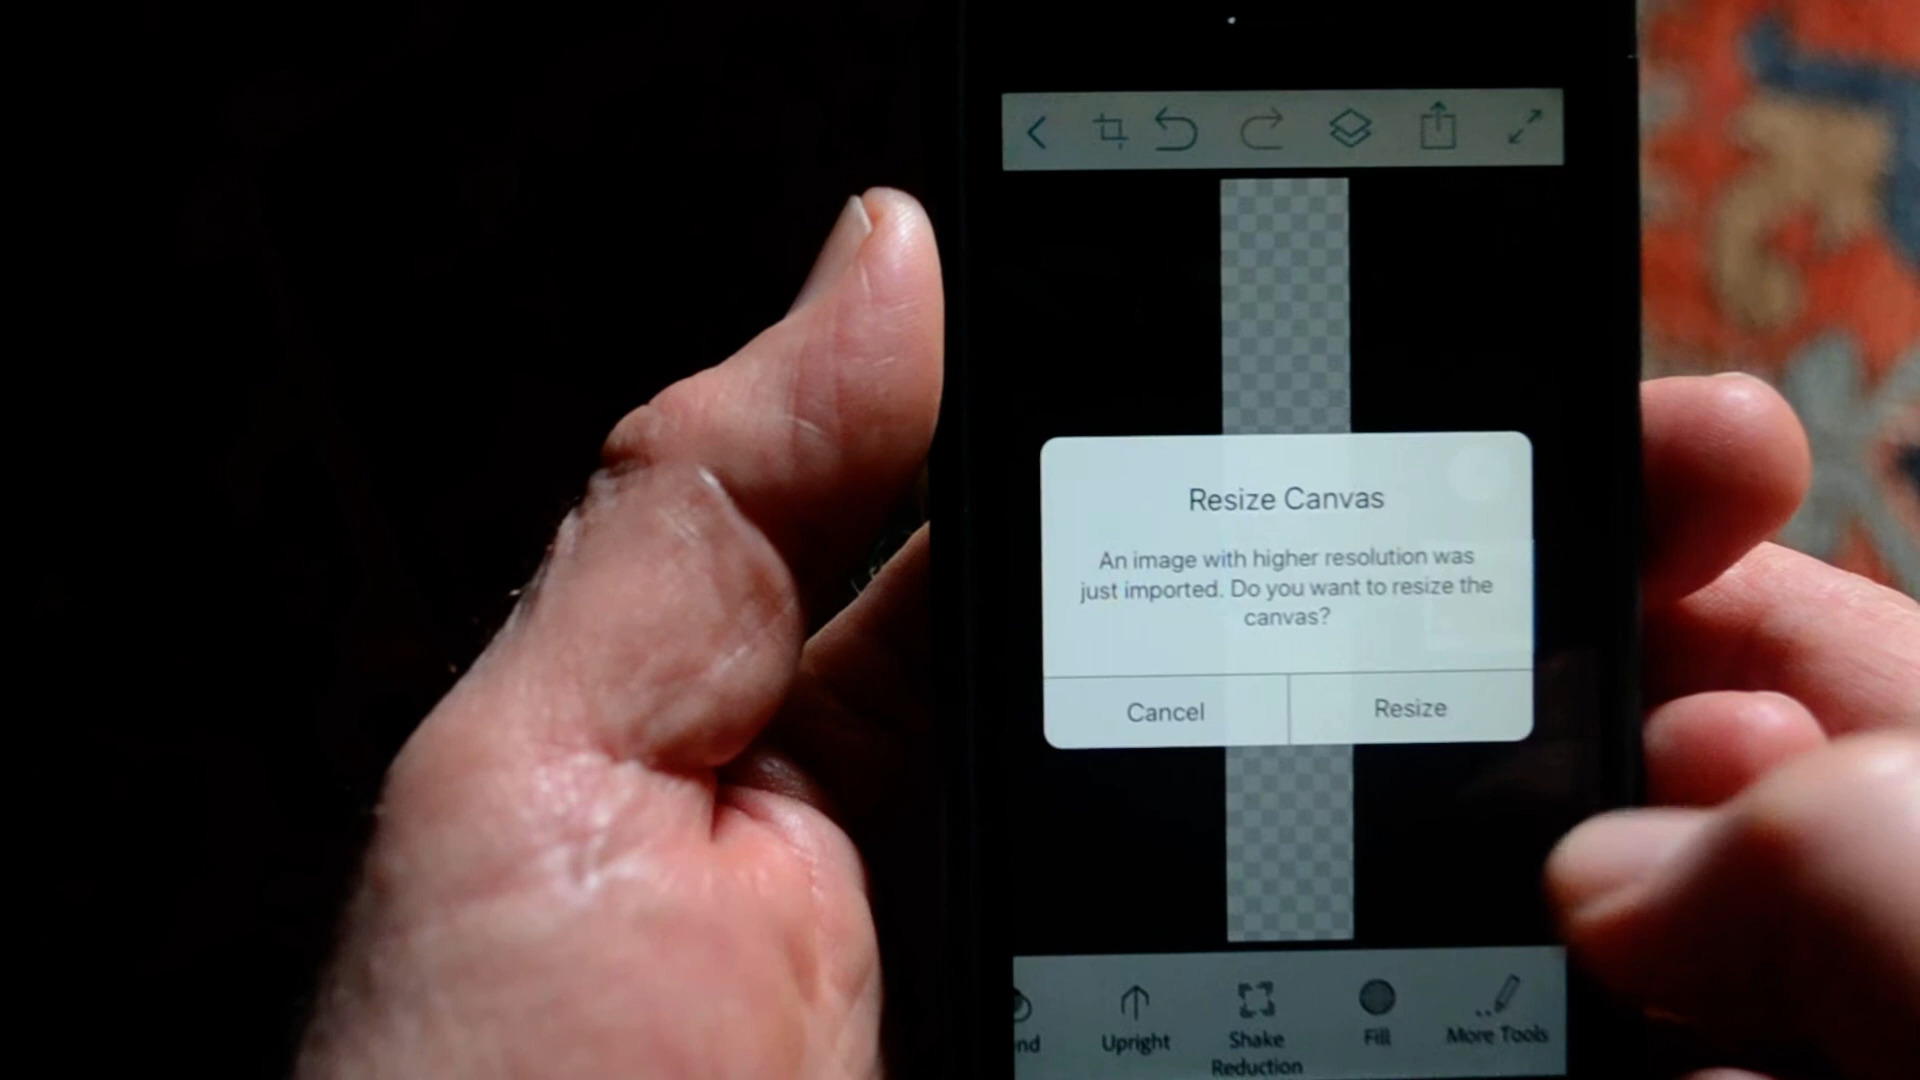 Resize Canvas
An image with higher resolution was
just imported. Do you want to resize the
canvas?
Cancel
Resize
nd
Upright
Shake
Reduction
Fill
More Tools